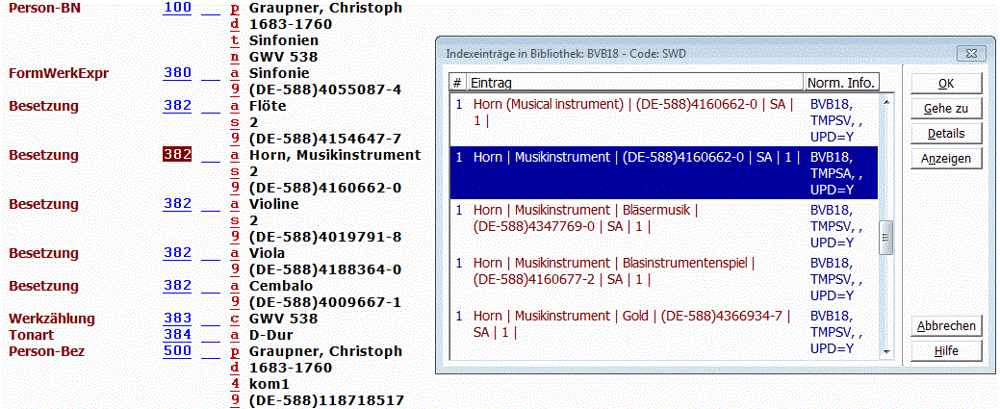 Person-BN 100 __ p Graupner, Christoph
d 1683-1760
t Sinfonien
n GWV 538
FormWerkExpr 380 __ a Sinfonie
9 (DE-588)4055087-4
Besetzung 382 __ a Flöte
s 2
9 (DE-588)4154647-7
Besetzung 382 __ a Horn, Musikinstrument
s 2
9 (DE-588)4160662-0
Besetzung 382 __ a Violine
s 2
9 (DE-588)4019791-8
Besetzung 382 __ a Viola
9 (DE-588)4188364-0
Besetzung 382 __ a Cembalo
9 (DE-588)4009667-1
Werkzählung 383 __ c GWV 538
Tonart 384 __ a D-Dur
Person-Bez 500 __ p Graupner, Christoph
d 1683-1760
4 kom1
9 (DE-588)118718517
Indexeinträge in Bibliothek: BVB18 - Code: SWD
# Eintrag Norm. Info.
1 Horn (Musical instrument) | (DE-588)4160662-0 | SA | BVB18,
1 | TMPSV, ,
UPD=Y
1 Horn | Musikinstrument | (DE-588)4160662-0 | SA | 1 | BVB18,
TMPSA, ,
UPD=Y
1 Horn | Musikinstrument | Bläsermusik | BVB18,
(DE-588)4347769-0 | SA | 1 | TMPSV, ,
UPD=Y
1 Horn | Musikinstrument | Blasinstrumentenspiel | BVB18,
(DE-588)4160677-2 | SA | 1 | TMPSV, ,
UPD=Y
1 Horn | Musikinstrument | Gold | (DE-588)4366934-7 | BVB18,
SA | 1 | TMPSV, ,
UPD=Y
OK
Gehe zu
Details
Anzeigen
Abbrechen
Hilfe